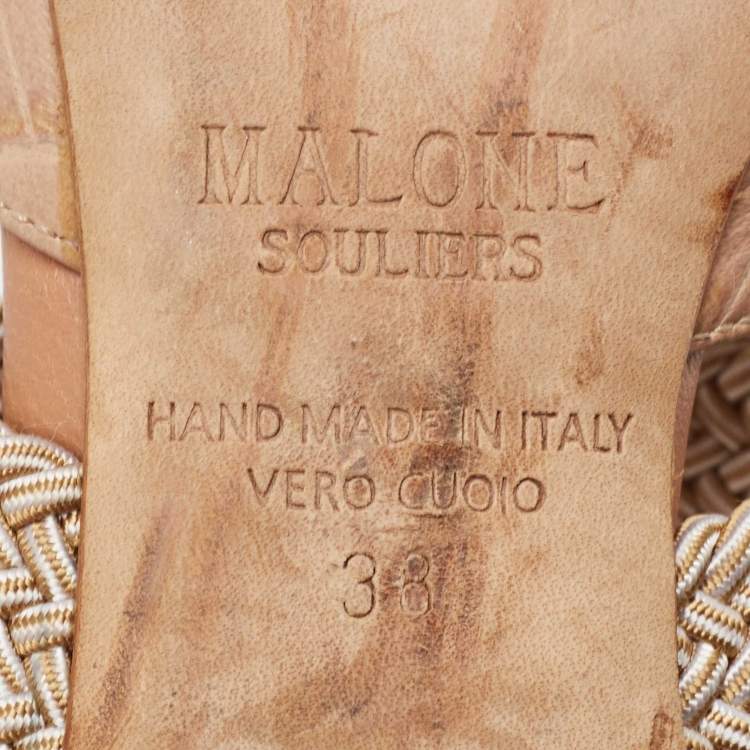 MALONE
SOULIERS
HAND MADE IN ITALY
VERO CUOIO
38